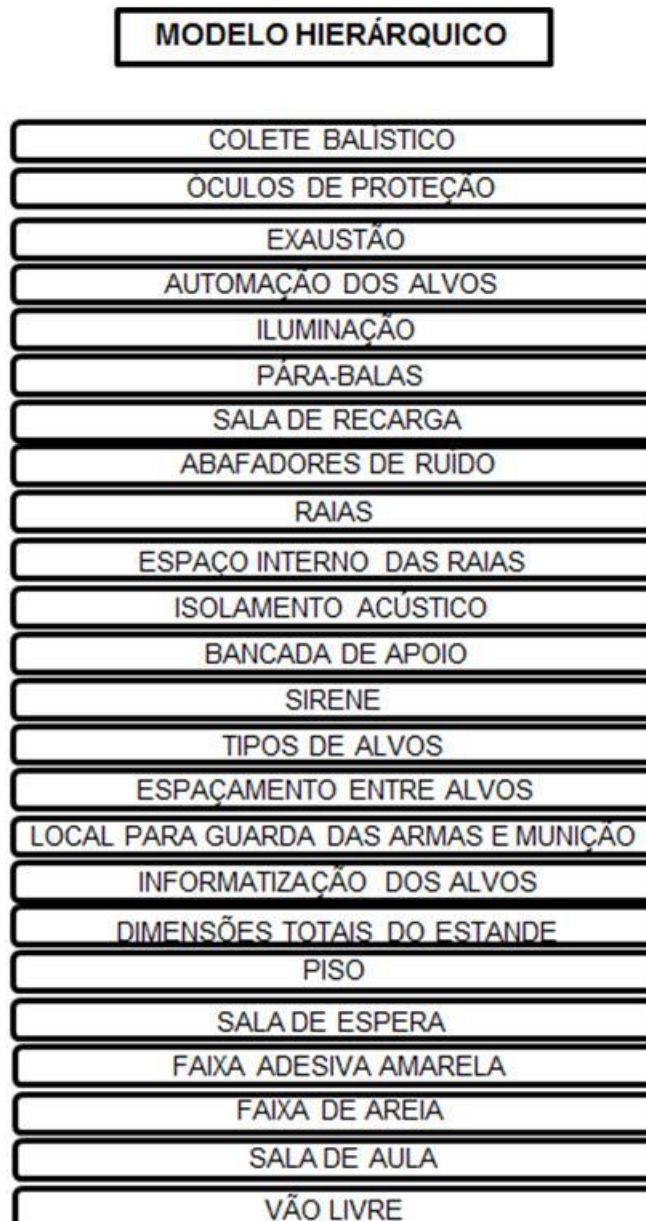 MODELO HIERÁRQUICO
COLETE BALÍSTICO
ÓCULOS DE PROTEÇÃO
EXAUSTÃO
AUTOMAÇÃO DOS ALVOS
ILUMINAÇÃO
PÁRA-BALAS
SALA DE RECARGA
ABAFADORES DE RUÍDO
RAIAS
ESPAÇO INTERNO DAS RAIAS
ISOLAMENTO ACÚSTICO
BANCADA DE APOIO
SIRENE
TIPOS DE ALVOS
ESPAÇAMENTO ENTRE ALVOS
LOCAL PARA GUARDA DAS ARMAS E MUNIÇÃO
INFORMATIZAÇÃO DOS ALVOS
DIMENSÕES TOTAIS DO ESTANDE
PISO
SALA DE ESPERA
FAIXA ADESIVA AMARELA
FAIXA DE AREIA
SALA DE AULA
VÃO LIVRE